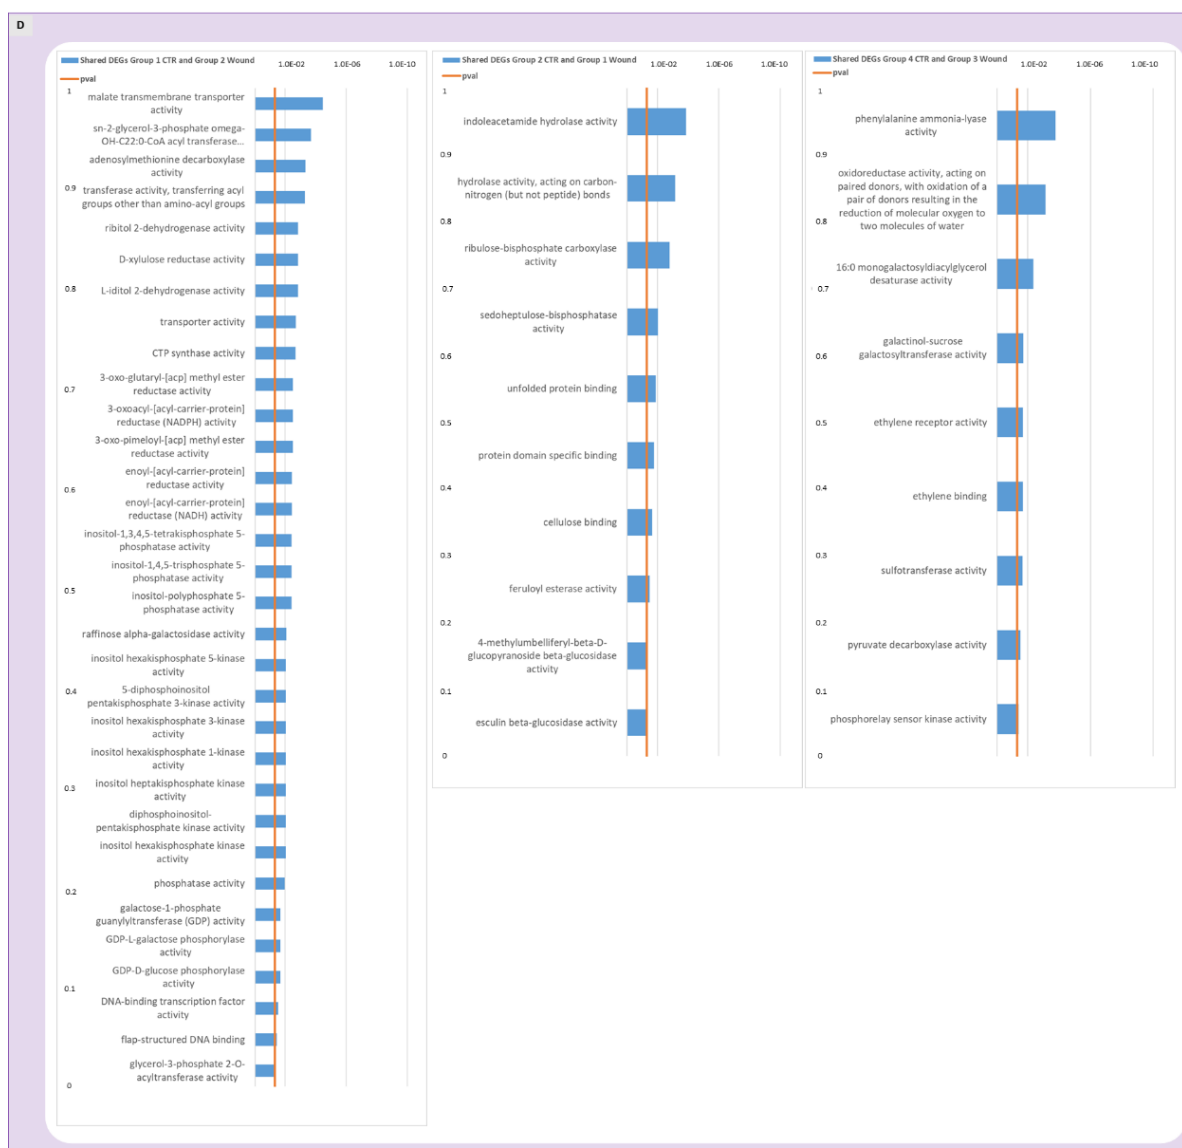 D
Shared DEGs Group 1 CTR and Group 2 Wound
pval
1.0E-02 1.0E-06 1.0E-10
1
malate transmembrane transporter
activity
sn-2-glycerol-3-phosphate omega-
OH-C22:0-CoA acyl transferase...
adenosylmethionine decarboxylase
activity
0.9
transferase activity, transferring acyl
groups other than amino-acyl groups
ribitol 2-dehydrogenase activity
D-xylulose reductase activity
0.8
L-iditol 2-dehydrogenase activity
transporter activity
CTP synthase activity
3-oxo-glutaryl-[acp] methyl ester
reductase activity
0.7
3-oxoacyl-[acyl-carrier-protein]
reductase (NADPH) activity
3-oxo-pimeloyl-[acp] methyl ester
reductase activity
enoyl-[acyl-carrier-protein]
reductase activity
0.6
enoyl-[acyl-carrier-protein]
reductase (NADH) activity
inositol-1,3,4,5-tetrakisphosphate 5-
phosphatase activity
inositol-1,4,5-trisphosphate 5-
phosphatase activity
0.5
inositol-polyphosphate 5-
phosphatase activity
raffinose alpha-galactosidase activity
inositol hexakisphosphate 5-kinase
activity
0.4
5-diphosphoinositol
pentakisphosphate 3-kinase activity
inositol hexakisphosphate 3-kinase
activity
inositol hexakisphosphate 1-kinase
activity
0.3
inositol heptakisphosphate kinase
activity
diphosphoinositol-
pentakisphosphate kinase activity
inositol hexakisphosphate kinase
activity
phosphatase activity
0.2
galactose-1-phosphate
guanylyltransferase (GDP) activity
GDP-L-galactose phosphorylase
activity
GDP-D-glucose phosphorylase
activity
0.1
DNA-binding transcription factor
activity
flap-structured DNA binding
glycerol-3-phosphate 2-O-
acyltransferase activity
0
Shared DEGs Group 2 CTR and Group 1 Wound
pval
1.0E-02 1.0E-06 1.0E-10
1
indoleacetamide hydrolase activity
0.9
hydrolase activity, acting on carbon-
nitrogen (but not peptide) bonds
0.8
ribulose-bisphosphate carboxylase
activity
0.7
sedoheptulose-bisphosphatase
activity
0.6
unfolded protein binding
0.5
protein domain specific binding
0.4
cellulose binding
0.3
feruloyl esterase activity
0.2
4-methylumbelliferyl-beta-D-
glucopyranoside beta-glucosidase
activity
0.1
esculin beta-glucosidase activity
0
Shared DEGs Group 4 CTR and Group 3 Wound
pval
1.0E-02 1.0E-06 1.0E-10
1
phenylalanine ammonia-lyase
activity
0.9
oxidoreductase activity, acting on
paired donors, with oxidation of a
pair of donors resulting in the
reduction of molecular oxygen to
two molecules of water
0.8
16:0 monogalactosyldiacylglycerol
desaturase activity
0.7
galactinol-sucrose
galactosyltransferase activity
0.6
ethylene receptor activity
0.5
ethylene binding
0.4
sulfotransferase activity
0.3
pyruvate decarboxylase activity
0.2
0.1
phosphorelay sensor kinase activity
0